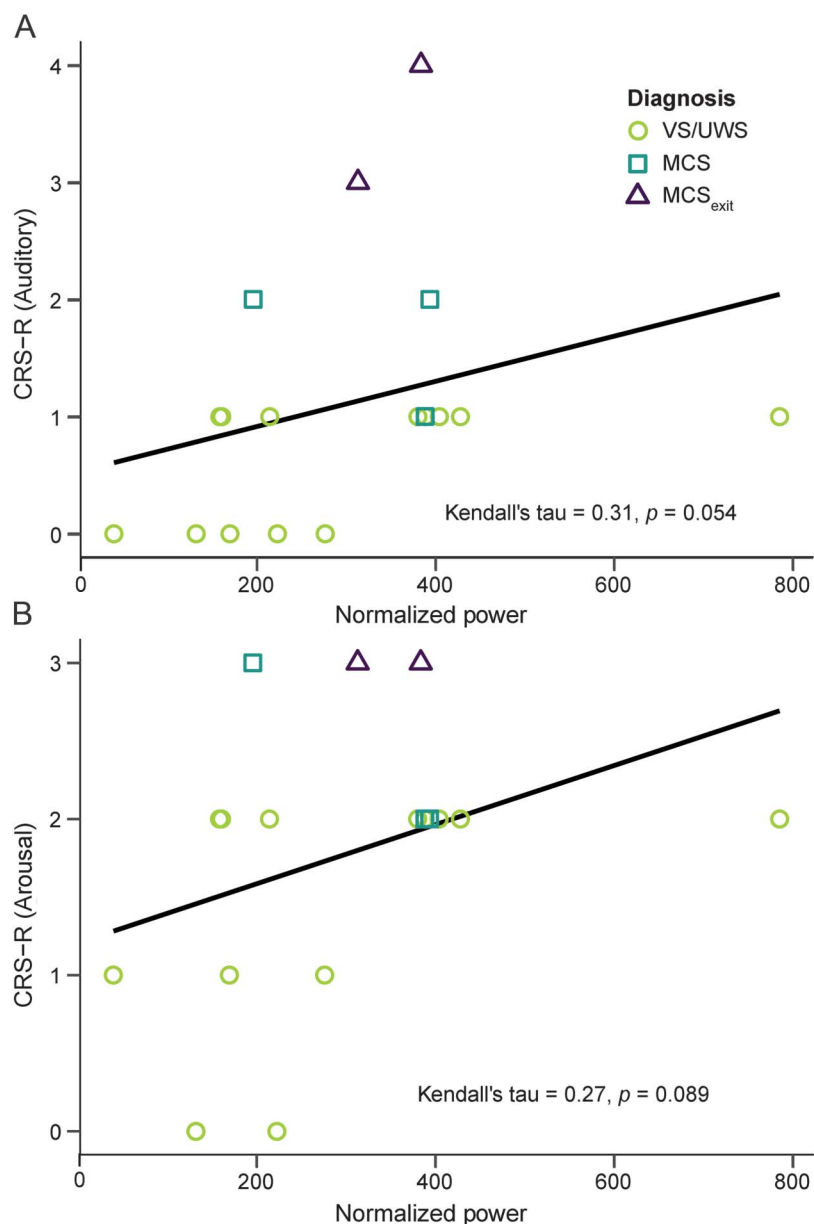 A
4
3
2
1
0
CRS−R (Auditory)
Diagnosis
VS/UWS
MCS
MCSexit
Kendall's tau = 0.31, p = 0.054
0 200 400 600 800
Normalized power
B
3
2
1
0
CRS−R (Arousal)
Kendall's tau = 0.27, p = 0.089
0 200 400 600 800
Normalized power